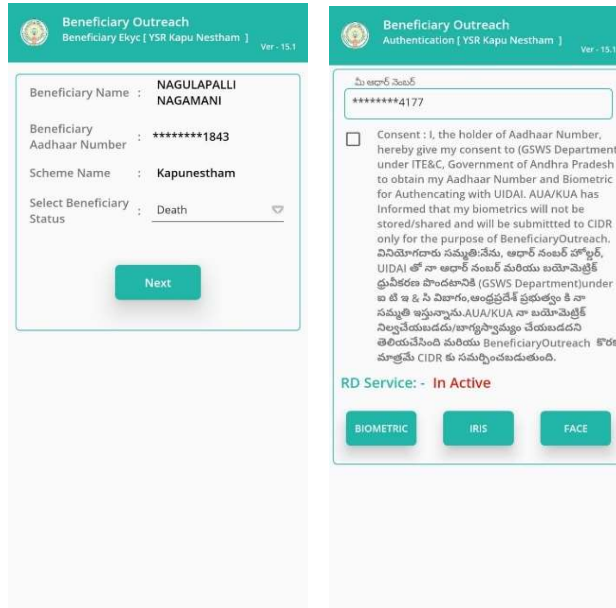 Beneficiary Outreach
Beneficiary Ekyc [ YSR Kapu Nestham ]
Ver - 15.1
Beneficiary Name : NAGULAPALLI
NAGAMANI
Beneficiary
Aadhaar Number : ********1843
Scheme Name : Kapunestham
Select Beneficiary
Status : Death
Next
Beneficiary Outreach
Authentication [ YSR Kapu Nestham ]
Ver - 15.1
మీ ఆధార్ నెంబర్
********4177
Consent : I, the holder of Aadhaar Number,
hereby give my consent to (GSWS Department
under ITE&C, Government of Andhra Pradesh
to obtain my Aadhaar Number and Biometric
for Authencating with UIDAI. AUA/KUA has
Informed that my biometrics will not be
stored/shared and will be submittted to CIDR
only for the purpose of BeneficiaryOutreach.
వినియోగదారు సమ్మతి:నేను, ఆధార్ నంబర్ హోల్డర్,
UIDAI తో నా ఆధార్ నంబర్ మరియు బయోమెట్రిక్
ధ్రువీకరణ పొందటానికి (GSWS Department)under
ఐ టి ఇ & సి విబాగం,ఆంధ్రప్రదేశ్ ప్రభుత్వం కి నా
సమ్మతి ఇస్తున్నాను.AUA/KUA నా బయోమెట్రిక్
నిల్వచేయబడదు/బాగ్యస్వామ్యం చేయబడదని
తెలియచేసింది మరియు BeneficiaryOutreach కొరకు
మాత్రమే CIDR కు సమర్పించబడుతుంది.
RD Service: - In Active
BIOMETRIC
IRIS
FACE